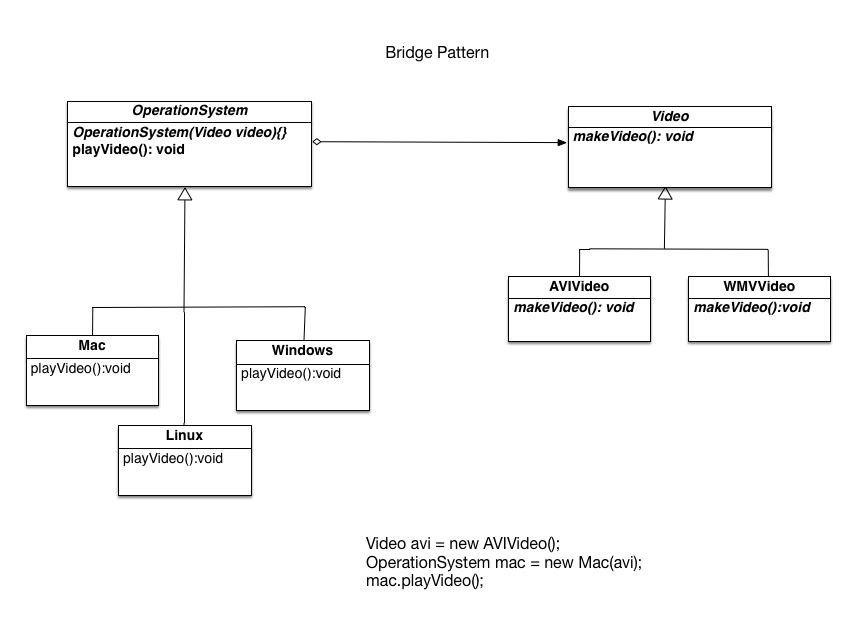 Bridge Pattern
OperationSystem
OperationSystem(Video video){}
playVideo(): void
Video
makeVideo(): void
AVIVideo
makeVideo(): void
WMVVideo
makeVideo():void
Mac
playVideo():void
Windows
playVideo():void
Linux
playVideo():void
Video avi = new AVIVideo();
OperationSystem mac = new Mac(avi);
mac.playVideo();